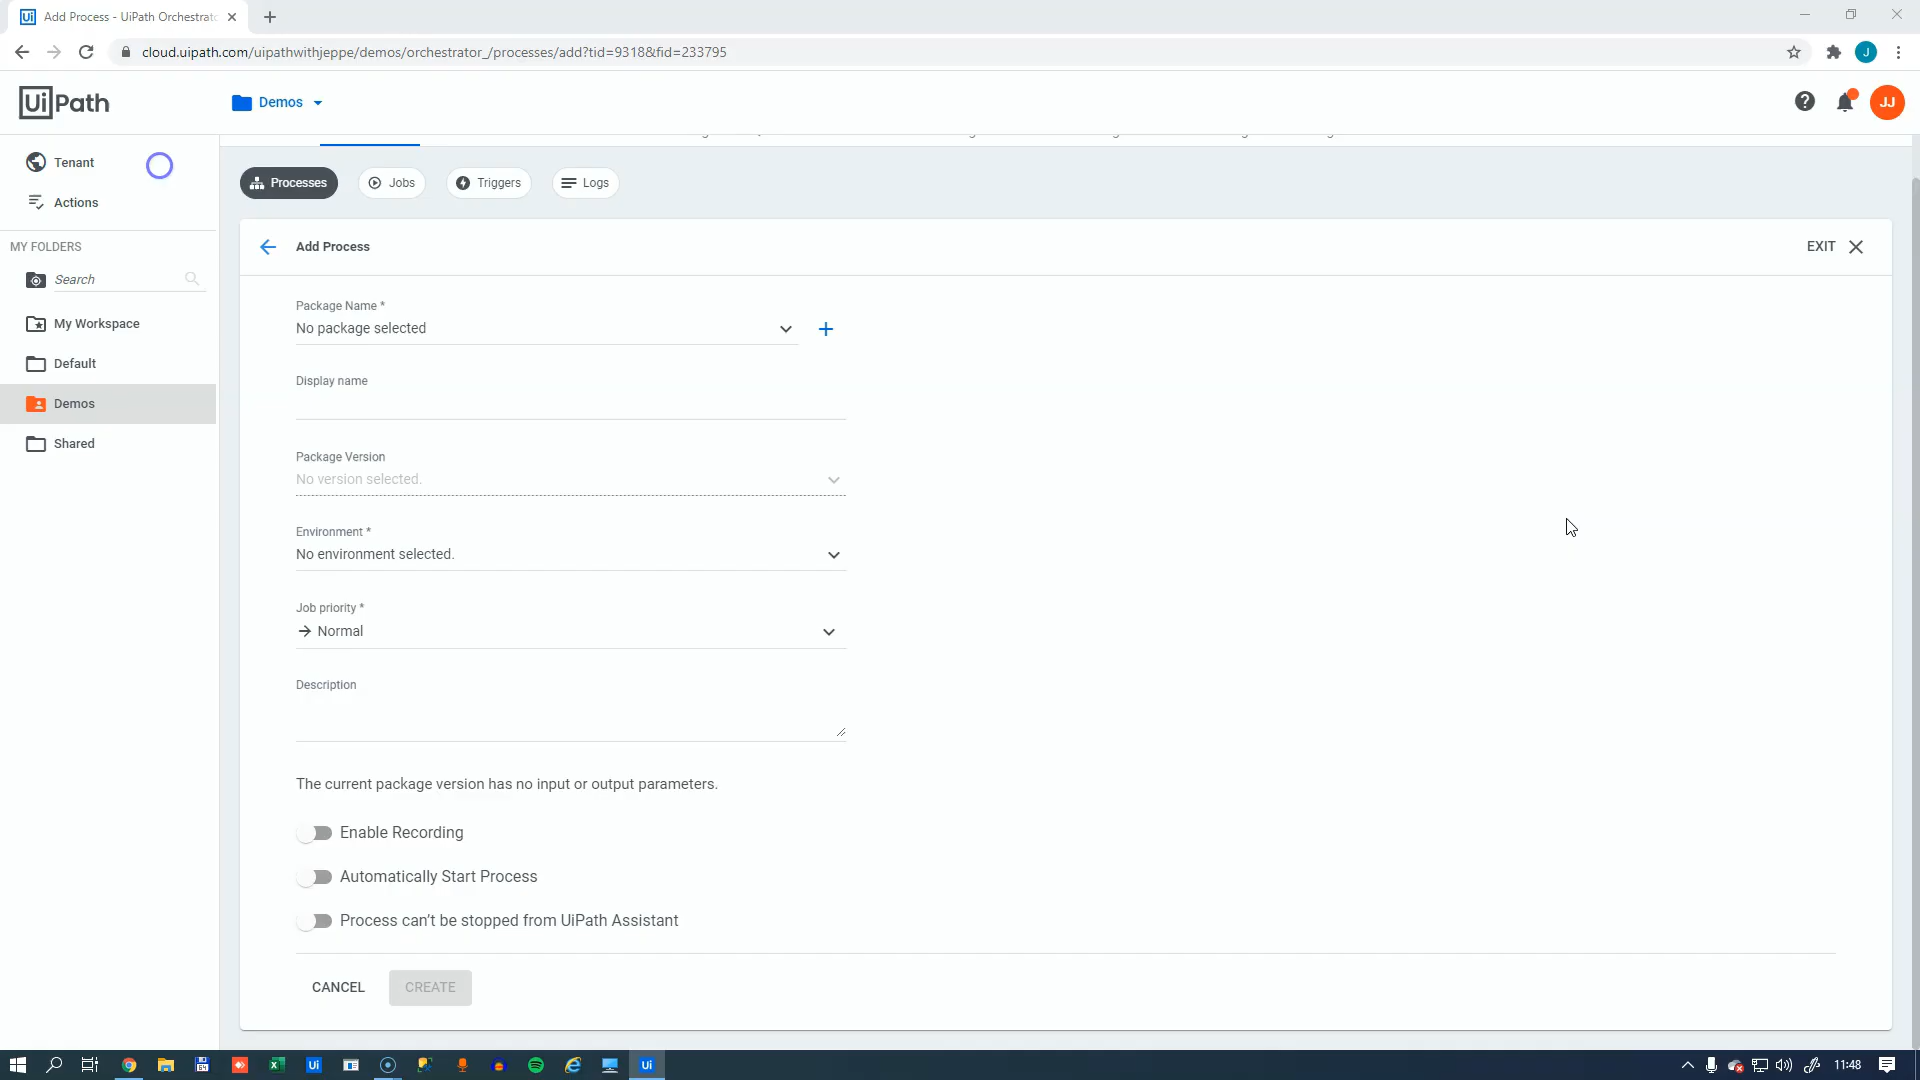 Add Process - UiPath Orchestrato
cloud.uipath.com/uipathwithjeppe/demos/orchestrator_/processes/add?tid=9318&fid=233795
J
UiPath
Demos
JJ
Tenant
Actions
MY FOLDERS
Search
My Workspace
Default
Demos
Shared
Processes
Jobs
Triggers
Logs
Add Process
EXIT
Package Name *
No package selected
Display name
Package Version
No version selected.
Environment *
No environment selected.
Job priority *
Normal
Description
The current package version has no input or output parameters.
Enable Recording
Automatically Start Process
Process can't be stopped from UiPath Assistant
CANCEL
CREATE
64
Ui
Ui
11:48